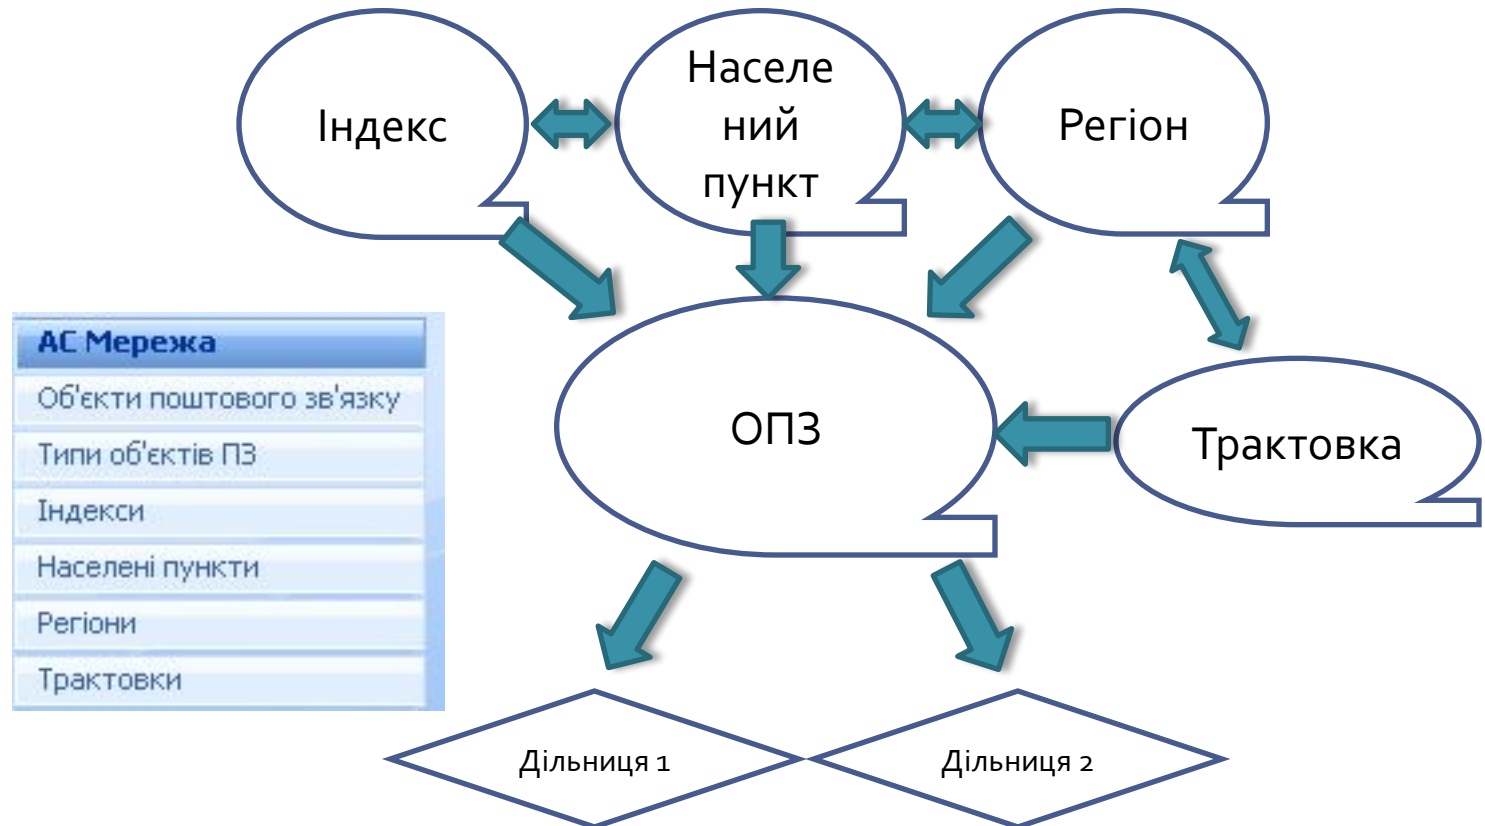 Індекс
Населе
ний
пункт
Регіон
АС Мережа
Об'єкти поштового зв'язку
Типи об'єктів ПЗ
Індекси
Населені пункти
Регіони
Трактовки
ОПЗ
Трактовка
Дільниця 1
Дільниця 2